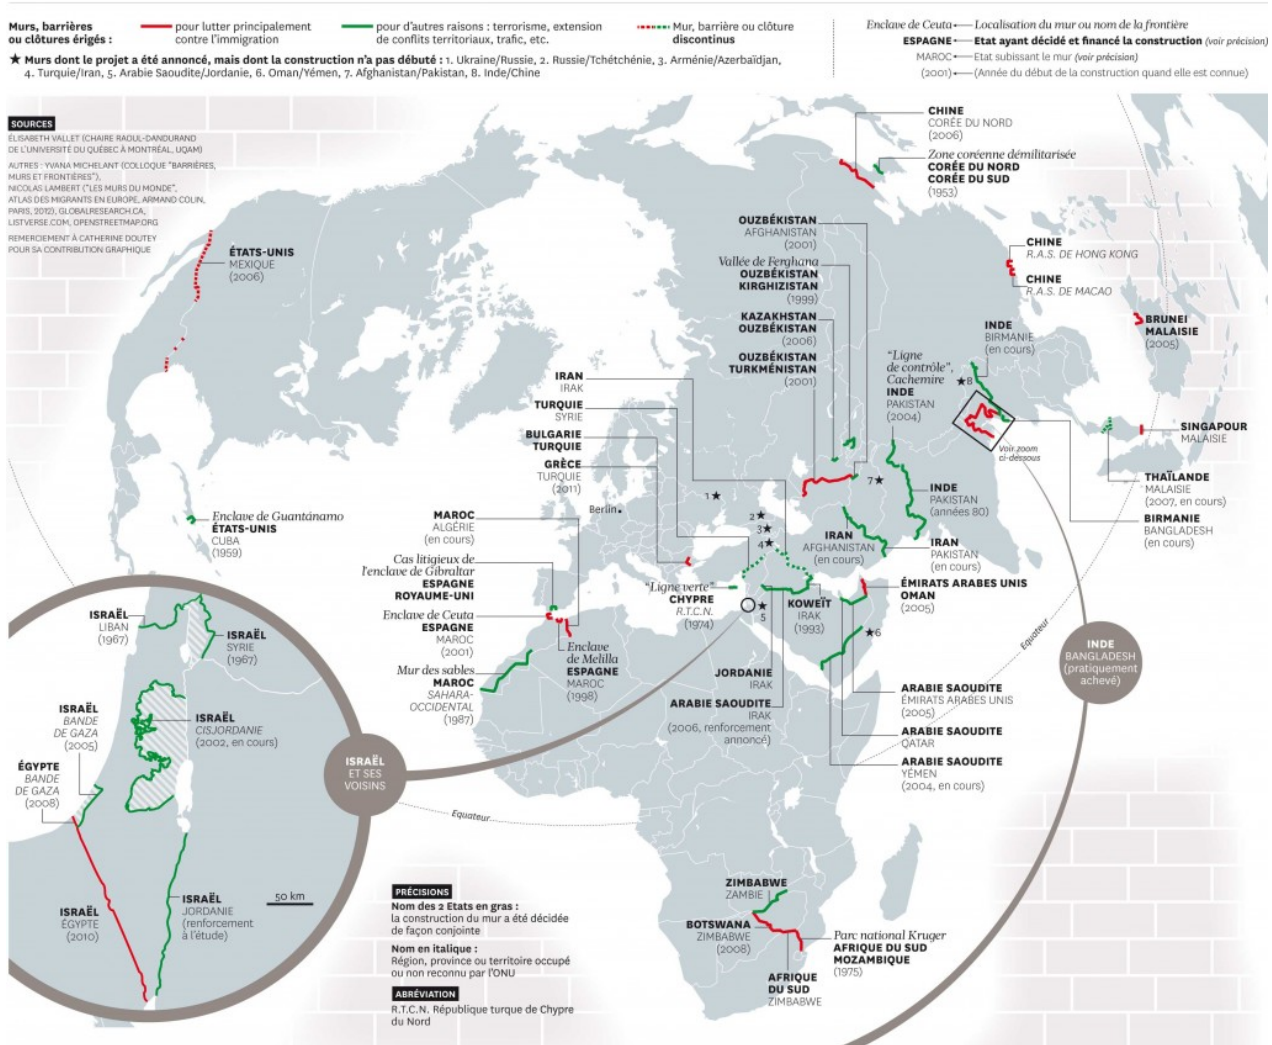 Murs, barrières
ou clôtures érigés :
pour lutter principalement
contre l'immigration
pour d'autres raisons : terrorisme, extension
de conflits territoriaux, trafic, etc.
Mur, barrière ou clôture
discontinus
Enclave de Ceuta
Localisation du mur ou nom de la frontière
ESPAGNE
Etat ayant décidé et financé la construction (voir précision)
MAROC
Etat subissant le mur (voir précision)
(2001)
(Année du début de la construction quand elle est connue)
★ Murs dont le projet a été annoncé, mais dont la construction n'a pas débuté : 1. Ukraine/Russie, 2. Russie/Tchétchénie, 3. Arménie/Azerbaïdjan,
4. Turquie/Iran, 5. Arabie Saoudite/Jordanie, 6. Oman/Yémen, 7. Afghanistan/Pakistan, 8. Inde/Chine
SOURCES
ÉLISABETH VALLET (CHAIRE RAOUL-DANDURAND
DE L'UNIVERSITÉ DU QUÉBEC À MONTRÉAL, UQAM)
AUTRES : YVANA MICHELANT (COLLOQUE "BARRIÈRES,
MURS ET FRONTIÈRES"),
NICOLAS LAMBERT ("LES MURS DU MONDE",
ATLAS DES MIGRANTS EN EUROPE, ARMAND COLIN,
PARIS, 2012), GLOBALRESEARCH.CA,
LISTVERSE.COM, OPENSTREETMAP.ORG
REMERCIEMENT À CATHERINE DOUTEY
POUR SA CONTRIBUTION GRAPHIQUE
CHINE
CORÉE DU NORD
(2006)
Zone coréenne démilitarisée
CORÉE DU NORD
CORÉE DU SUD
(1953)
ÉTATS-UNIS
MEXIQUE
(2006)
OUZBÉKISTAN
AFGHANISTAN
(2001)
Vallée de Ferghana
OUZBÉKISTAN
KIRGHIZISTAN
(1999)
KAZAKHSTAN
OUZBÉKISTAN
(2006)
OUZBÉKISTAN
TURKMÉNISTAN
(2001)
CHINE
R.A.S. DE HONG KONG
CHINE
R.A.S. DE MACAO
BRUNEI
MALAISIE
(2005)
INDE
BIRMANIE
(en cours)
"Ligne
de contrôle",
Cachemire
INDE
PAKISTAN
(2004)
★8
Voir zoom
ci-dessous
SINGAPOUR
MALAISIE
THAÏLANDE
MALAISIE
(2007, en cours)
BIRMANIE
BANGLADESH
(en cours)
IRAN
IRAK
TURQUIE
SYRIE
BULGARIE
TURQUIE
GRÈCE
TURQUIE
(2011)
Berlin
1★
2★
3★
4★
7★
INDE
PAKISTAN
(années 80)
IRAN
AFGHANISTAN
(en cours)
IRAN
PAKISTAN
(en cours)
Enclave de Guantánamo
ÉTATS-UNIS
CUBA
(1959)
MAROC
ALGÉRIE
(en cours)
Cas litigieux de
l'enclave de Gibraltar
ESPAGNE
ROYAUME-UNI
Enclave de Ceuta
ESPAGNE
MAROC
(2001)
Enclave
de Melilla
ESPAGNE
MAROC
(1998)
Mur des sables
MAROC
SAHARA-
OCCIDENTAL
(1987)
"Ligne verte"
CHYPRE
R.T.C.N.
(1974)
★
5
KOWEÏT
IRAK
(1993)
ÉMIRATS ARABES UNIS
OMAN
(2005)
★6
Equateur
JORDANIE
IRAK
ARABIE SAOUDITE
IRAK
(2006, renforcement
annoncé)
ARABIE SAOUDITE
ÉMIRATS ARABES UNIS
(2005)
ARABIE SAOUDITE
QATAR
ARABIE SAOUDITE
YÉMEN
(2004, en cours)
INDE
BANGLADESH
(pratiquement
achevé)
ISRAËL
LIBAN
(1967)
ISRAËL
SYRIE
(1967)
ISRAËL
BANDE
DE GAZA
(2005)
ISRAËL
CISJORDANIE
(2002, en cours)
ÉGYPTE
BANDE
DE GAZA
(2008)
ISRAËL
ET SES
VOISINS
ISRAËL
ÉGYPTE
(2010)
ISRAËL
JORDANIE
(renforcement
à l'étude)
50 km
Equateur
PRÉCISIONS
Nom des 2 Etats en gras :
la construction du mur a été décidée
de façon conjointe
Nom en italique :
Région, province ou territoire occupé
ou non reconnu par l'ONU
ABRÉVIATION
R.T.C.N. République turque de Chypre
du Nord
ZIMBABWE
ZAMBIE
BOTSWANA
ZIMBABWE
(2008)
Parc national Kruger
AFRIQUE DU SUD
MOZAMBIQUE
(1975)
AFRIQUE
DU SUD
ZIMBABWE